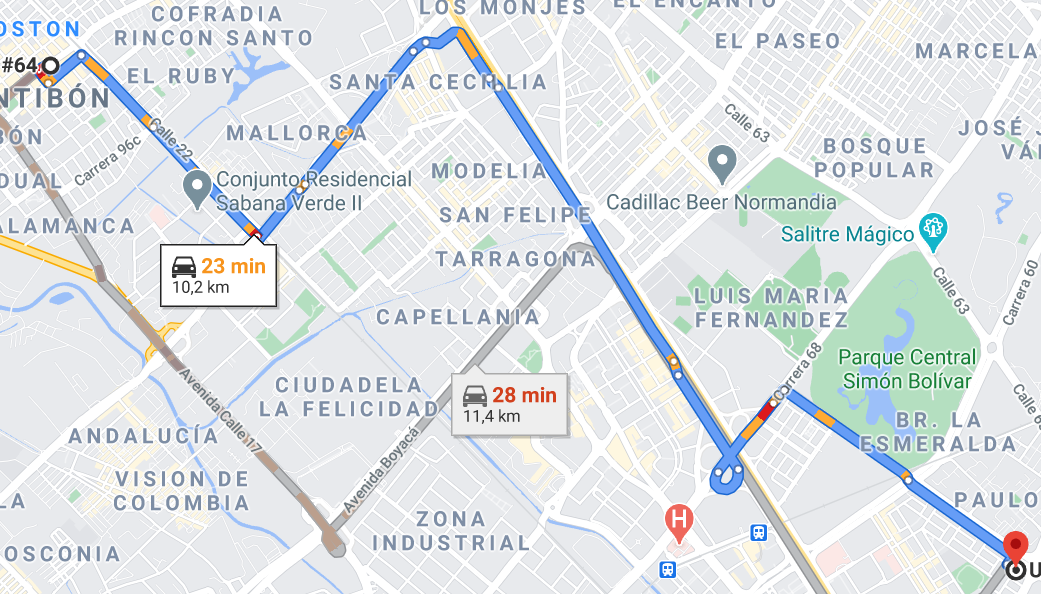 COFRADIA
RINCON SANTO
LOS MONJES
EL ENCANTO
OSTON
#64
EL RUBY
NTIBÓN
SANTA CECILIA
EL PASEO
MARCELA
BÓN
Carrera 96c
Calle 22
MALLORCA
Calle 63
BOSQUE
POPULAR
JOSÉ J
VÁ
DUAL
Conjunto Residencial
Sabana Verde II
MODELIA
Cadillac Beer Normandia
ALAMANCA
SAN FELIPE
Salitre Mágico
TARRAGONA
23 min
10,2 km
Calle 63
Carrera 60
LUIS MARIA
FERNANDEZ
CAPELLANIA
Carrera 68
Parque Central
Simón Bolívar
CIUDADELA
LA FELICIDAD
28 min
11,4 km
Calle 6
BR. LA
ESMERALDA
Avenida Calle 17
ANDALUCIA
Avenida Boyacá
VISION DE
COLOMBIA
LA
PAULO
H
ZONA
INDUSTRIAL
OSCONIA
U